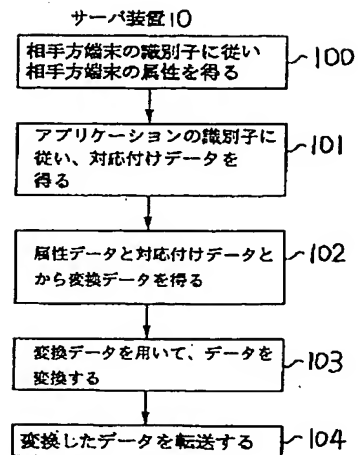 サーバ装置10
相手方端末の識別子に従い
相手方端末の属性を得る
100
アプリケーションの識別子に
従い、対応付けデータを
得る
101
属性データと対応付けデータと
から変換データを得る
102
変換データを用いて、データを
変換する
103
変換したデータを転送する
104